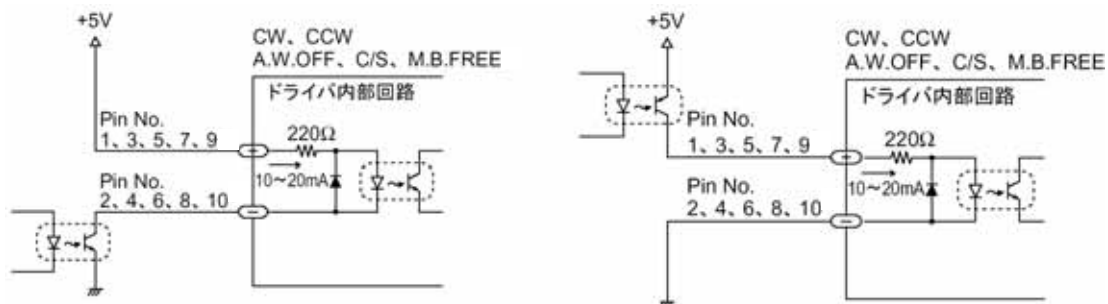 +5V
CW、CCW
A.W.OFF、C/S、M.B.FREE
ドライバ内部回路
Pin No.
1、3、5、7、9
220Ω
10～20mA
Pin No.
2、4、6、8、10
+5V
CW、CCW
A.W.OFF、C/S、M.B.FREE
ドライバ内部回路
Pin No.
1、3、5、7、9
220Ω
10～20mA
Pin No.
2、4、6、8、10